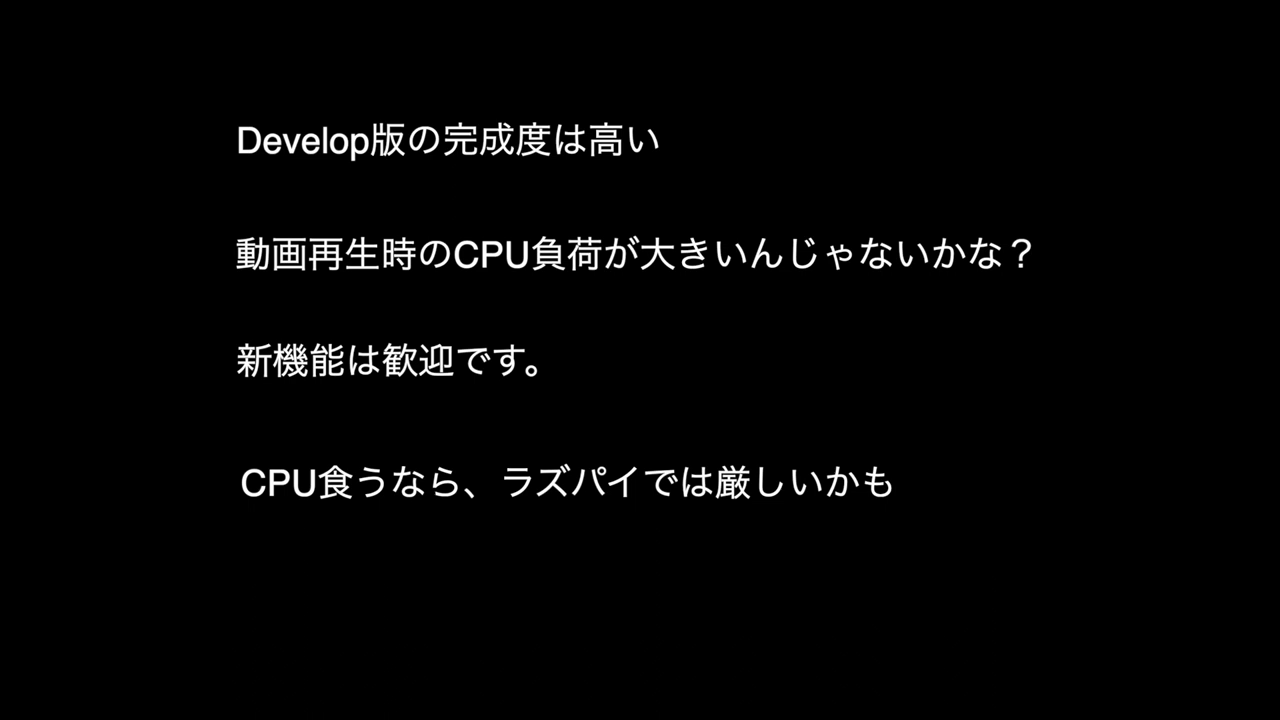 Develop版の完成度は高い
動画再生時のCPU負荷が大きいんじゃないかな？
新機能は歓迎です。
CPU食うなら、ラズパイでは厳しいかも